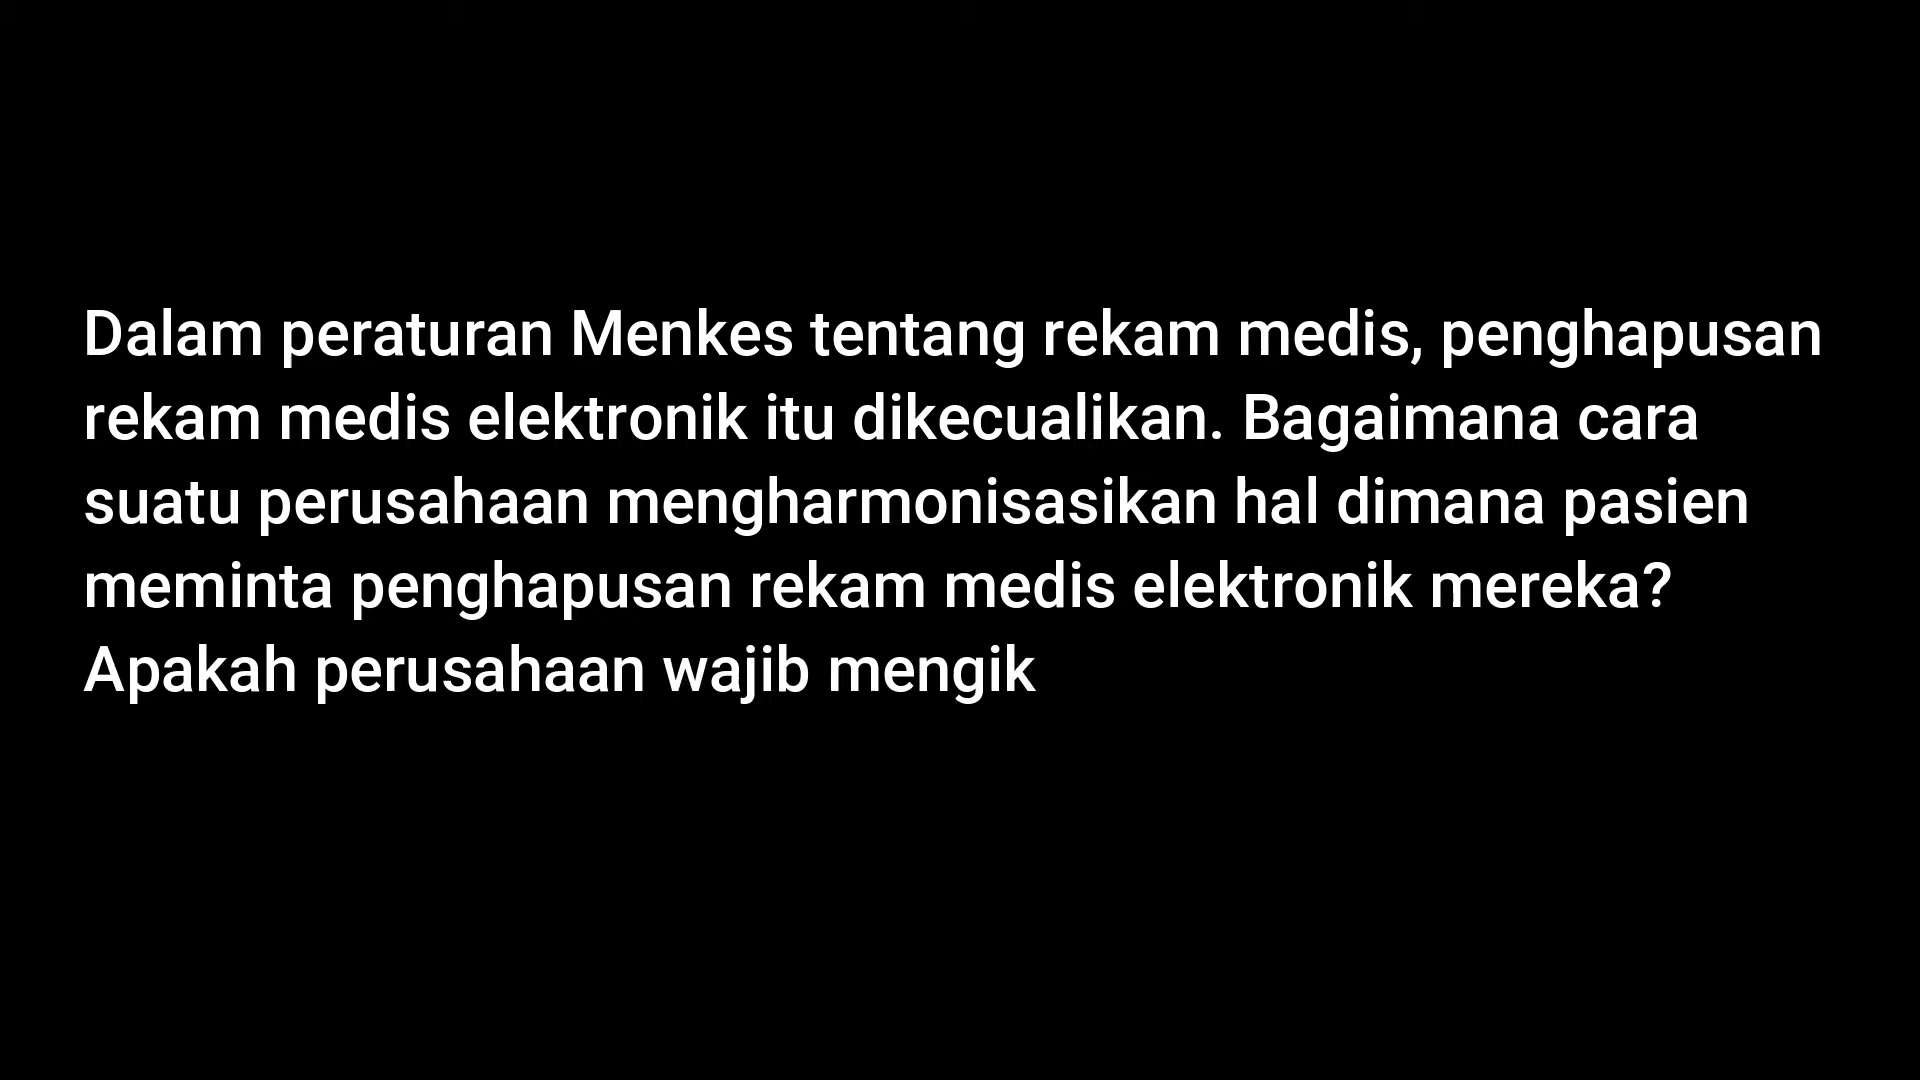 Dalam peraturan Menkes tentang rekam medis, penghapusan
rekam medis elektronik itu dikecualikan. Bagaimana cara
suatu perusahaan mengharmonisasikan hal dimana pasien
meminta penghapusan rekam medis elektronik mereka?
Apakah perusahaan wajib mengik